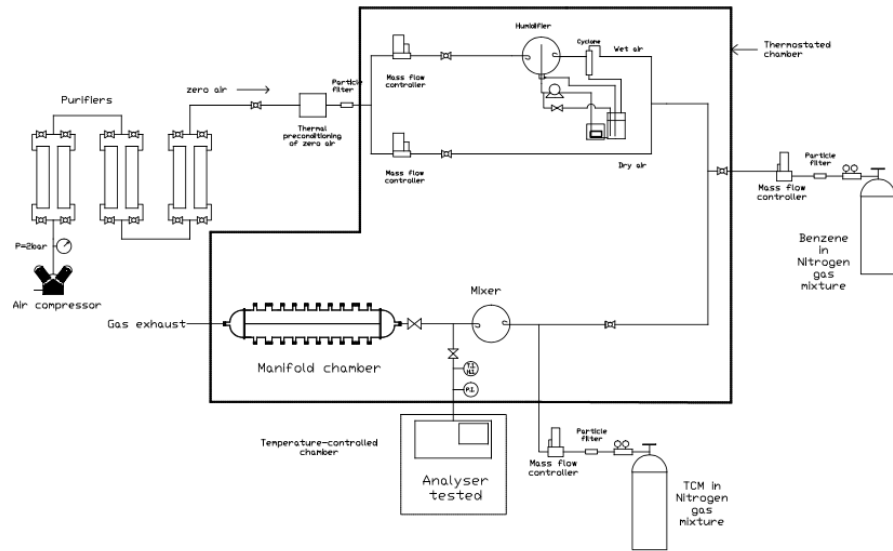 Humidifier
Cyclone
Wet air
Thermostated
chamber
Mass flow
controller
zero air
Particle
filter
Purifiers
Thermal
preconditioning
of zero air
Dry air
Mass flow
controller
Particle
filter
Mass flow
controller
P=2bar
Air compressor
Benzene in
Nitrogen
gas
mixture
Mixer
Gas exhaust
Manifold chamber
P.I.
Temperature-controlled
chamber
Analyser
tested
Particle
filter
Mass flow
controller
TCM in
Nitrogen
gas
mixture